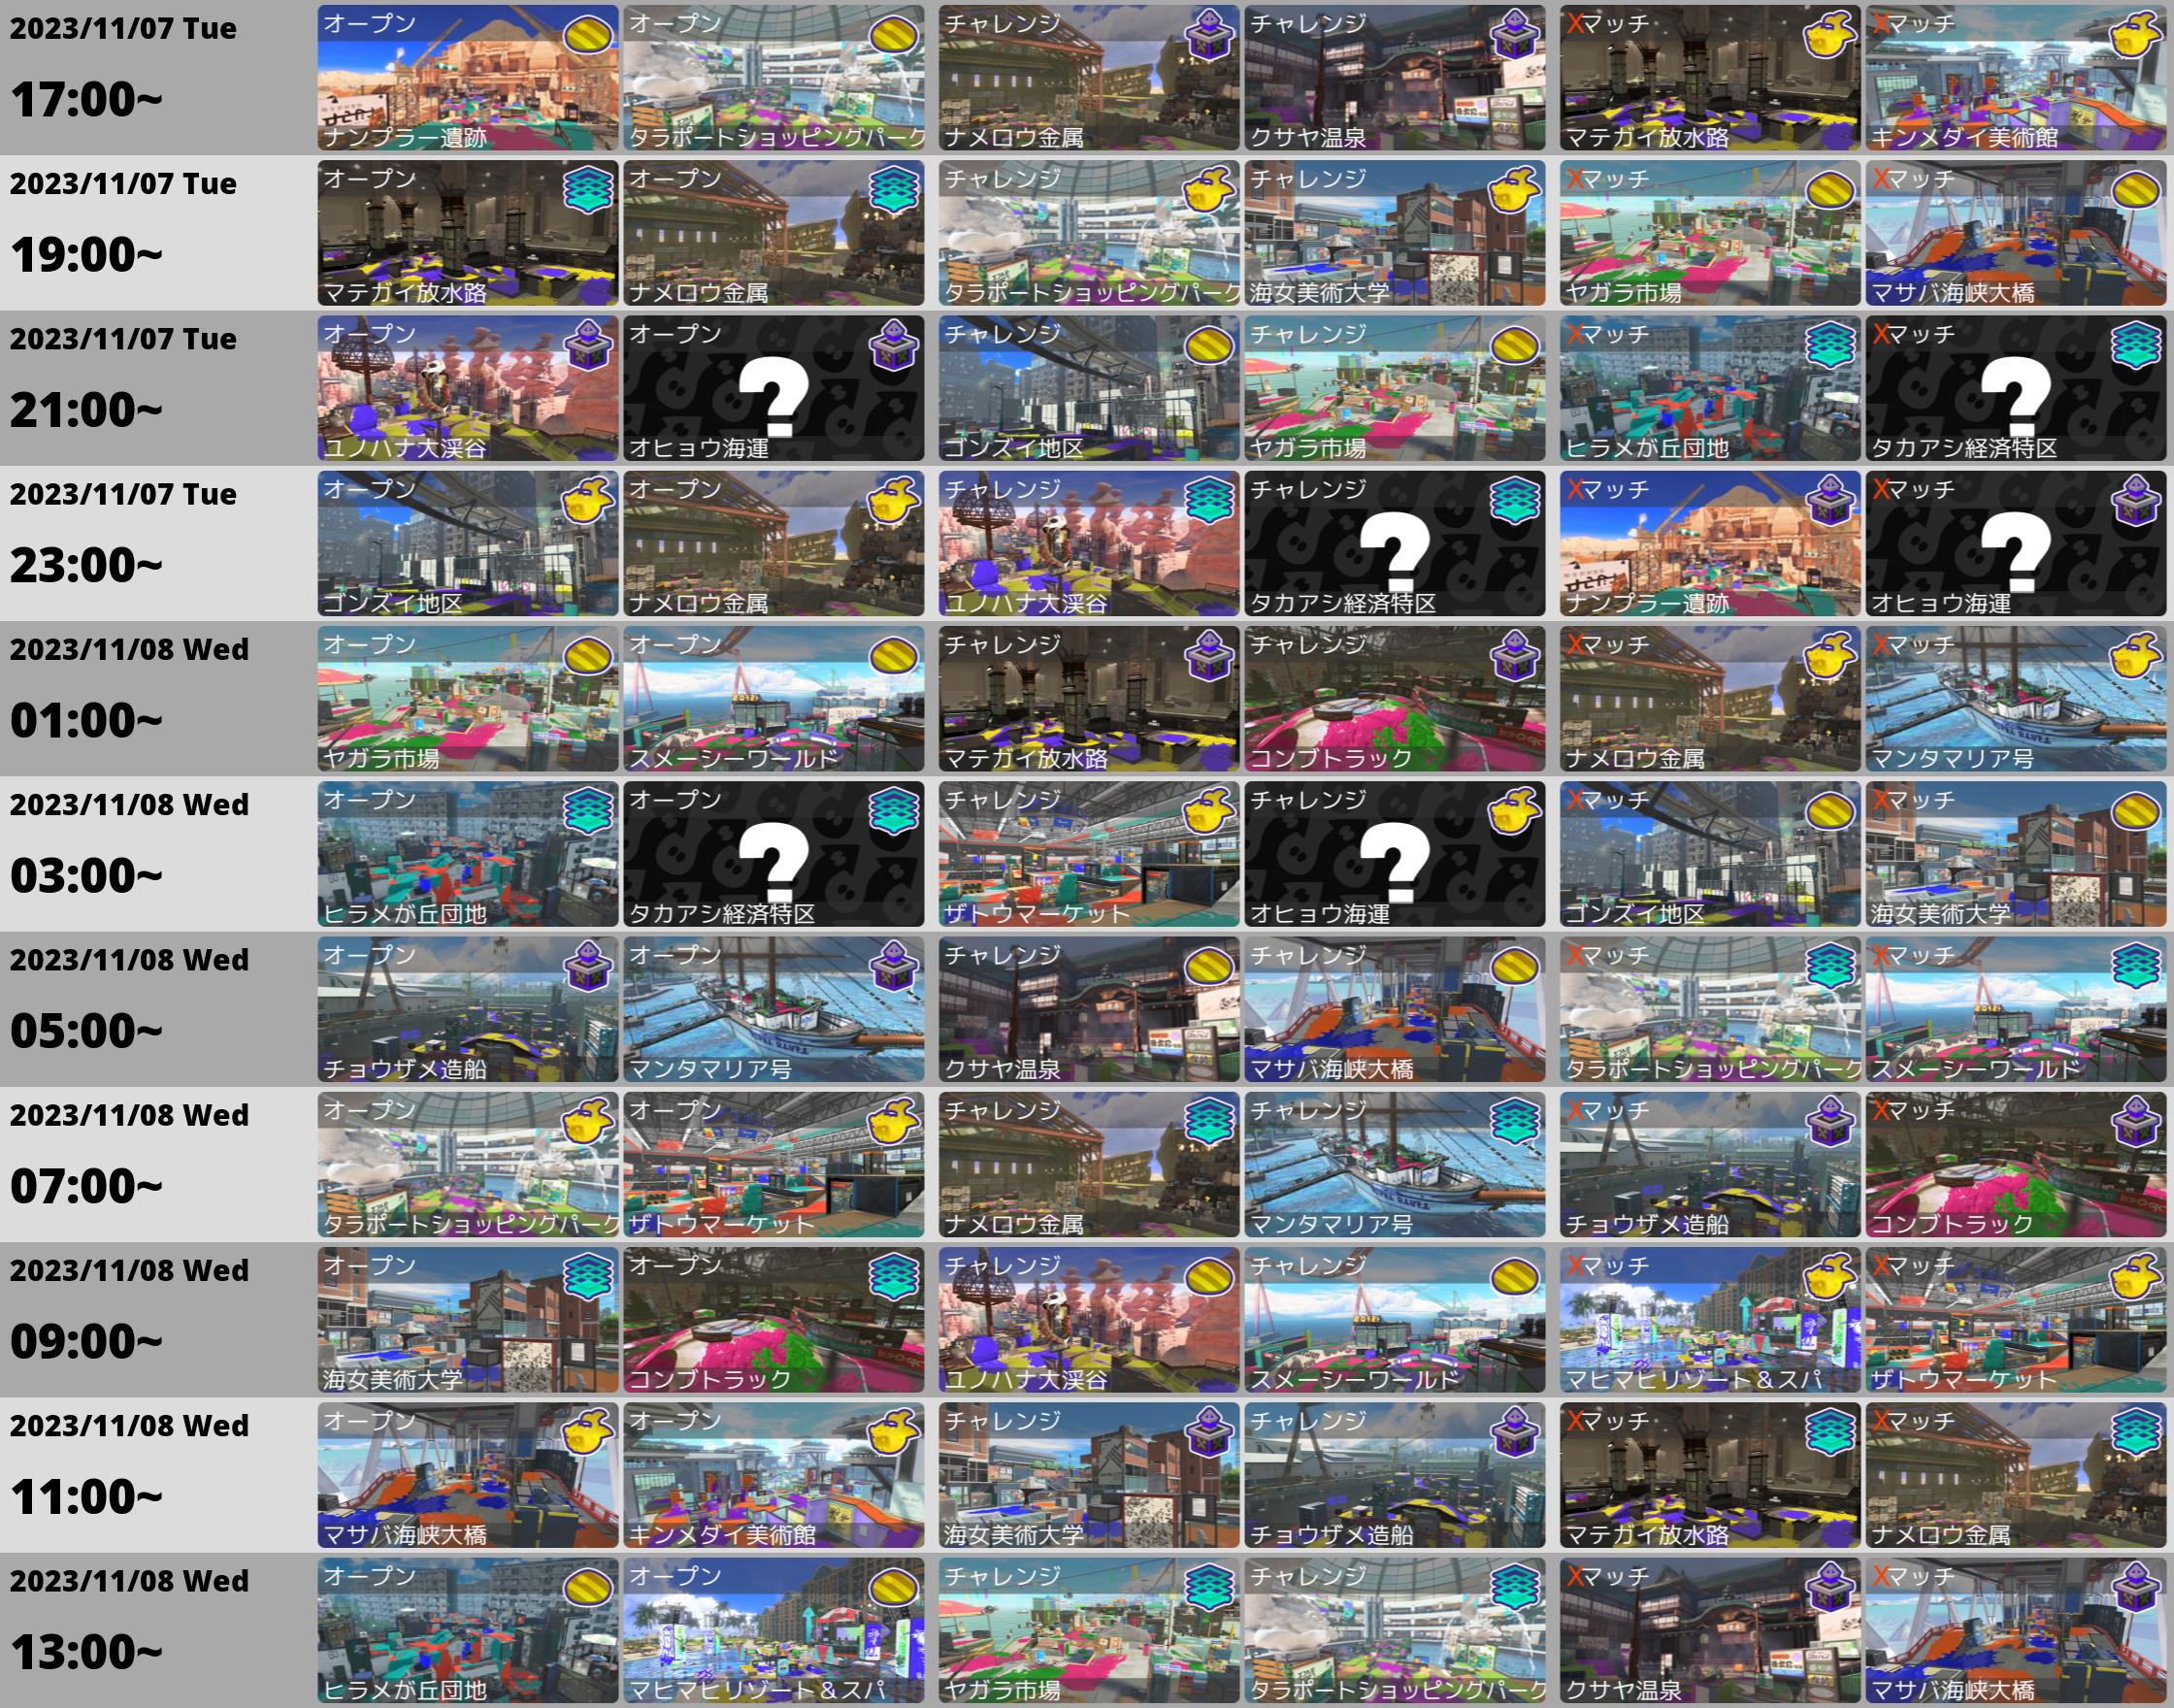 2023/11/07 Tue
17:00~
オープン
ナンプラー遺跡
オープン
タラポートショッピングパーク
チャレンジ
ナメロウ金属
チャレンジ
クサヤ温泉
Xマッチ
マテガイ放水路
Xマッチ
キンメダイ美術館
2023/11/07 Tue
19:00~
オープン
マテガイ放水路
オープン
ナメロウ金属
チャレンジ
タラポートショッピングパーク
チャレンジ
海女美術大学
Xマッチ
ヤガラ市場
Xマッチ
マサバ海峡大橋
2023/11/07 Tue
21:00~
オープン
ユノハナ大渓谷
オープン
?
オヒョウ海運
チャレンジ
ゴンズイ地区
チャレンジ
ヤガラ市場
Xマッチ
ヒラメが丘団地
Xマッチ
?
タカアシ経済特区
2023/11/07 Tue
23:00~
オープン
ゴンズイ地区
オープン
ナメロウ金属
チャレンジ
ユノハナ大渓谷
チャレンジ
?
タカアシ経済特区
Xマッチ
ナンプラー遺跡
Xマッチ
?
オヒョウ海運
2023/11/08 Wed
01:00~
オープン
ヤガラ市場
オープン
スメーシーワールド
チャレンジ
マテガイ放水路
チャレンジ
コンブトラック
Xマッチ
ナメロウ金属
Xマッチ
マンタマリア号
2023/11/08 Wed
03:00~
オープン
ヒラメが丘団地
オープン
?
タカアシ経済特区
チャレンジ
ザトウマーケット
チャレンジ
?
オヒョウ海運
Xマッチ
ゴンズイ地区
Xマッチ
海女美術大学
2023/11/08 Wed
05:00~
オープン
チョウザメ造船
オープン
マンタマリア号
チャレンジ
クサヤ温泉
チャレンジ
マサバ海峡大橋
Xマッチ
タラポートショッピングパーク
Xマッチ
スメーシーワールド
2023/11/08 Wed
07:00~
オープン
タラポートショッピングパーク
オープン
ザトウマーケット
チャレンジ
ナメロウ金属
チャレンジ
マンタマリア号
Xマッチ
チョウザメ造船
Xマッチ
コンブトラック
2023/11/08 Wed
09:00~
オープン
海女美術大学
オープン
コンブトラック
チャレンジ
ユノハナ大渓谷
チャレンジ
スメーシーワールド
Xマッチ
マヒマヒリゾート＆スパ
Xマッチ
ザトウマーケット
2023/11/08 Wed
11:00~
オープン
マサバ海峡大橋
オープン
キンメダイ美術館
チャレンジ
海女美術大学
チャレンジ
チョウザメ造船
Xマッチ
マテガイ放水路
Xマッチ
ナメロウ金属
2023/11/08 Wed
13:00~
オープン
ヒラメが丘団地
オープン
マヒマヒリゾート＆スパ
チャレンジ
ヤガラ市場
チャレンジ
タラポートショッピングパーク
Xマッチ
クサヤ温泉
Xマッチ
マサバ海峡大橋